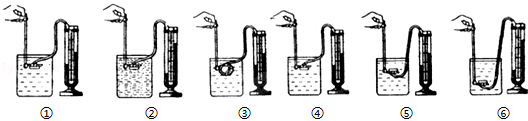 ① ② ③ ④ ⑤ ⑥